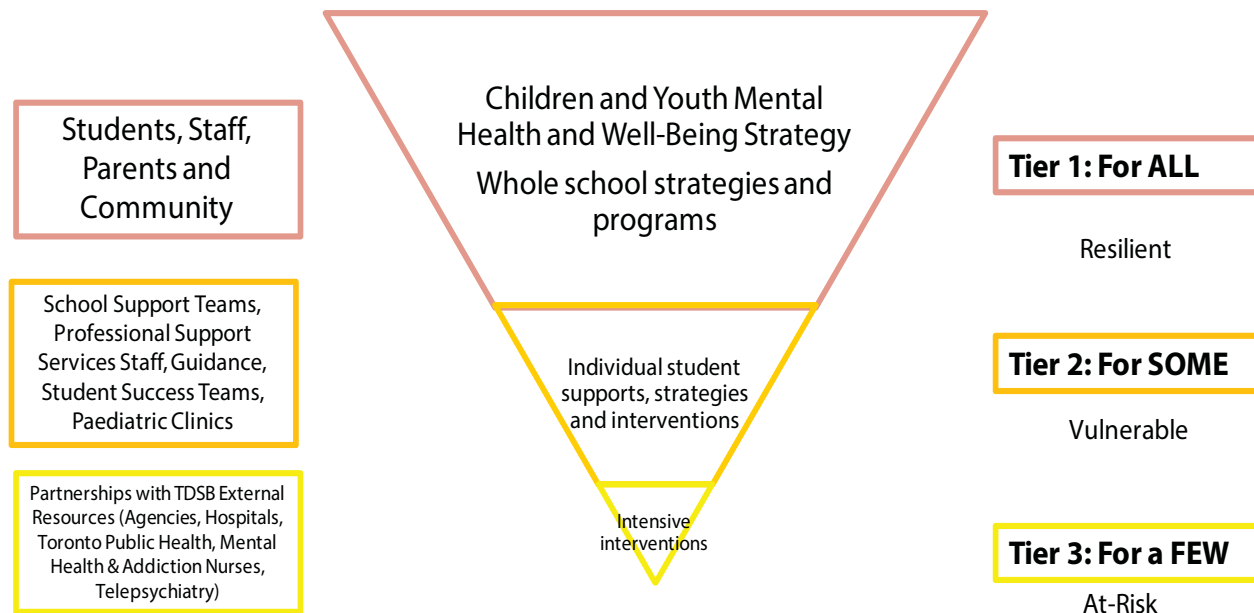 Students, Staff,
Parents and
Community
Children and Youth Mental
Health and Well-Being Strategy
Whole school strategies and
programs
Tier 1: For ALL
Resilient
School Support Teams,
Professional Support
Services Staff, Guidance,
Student Success Teams,
Paediatric Clinics
Individual student
supports, strategies
and interventions
Tier 2: For SOME
Vulnerable
Partnerships with TDSB External
Resources (Agencies, Hospitals,
Toronto Public Health, Mental
Health & Addiction Nurses,
Telepsychiatry)
Intensive
interventions
Tier 3: For a FEW
At-Risk